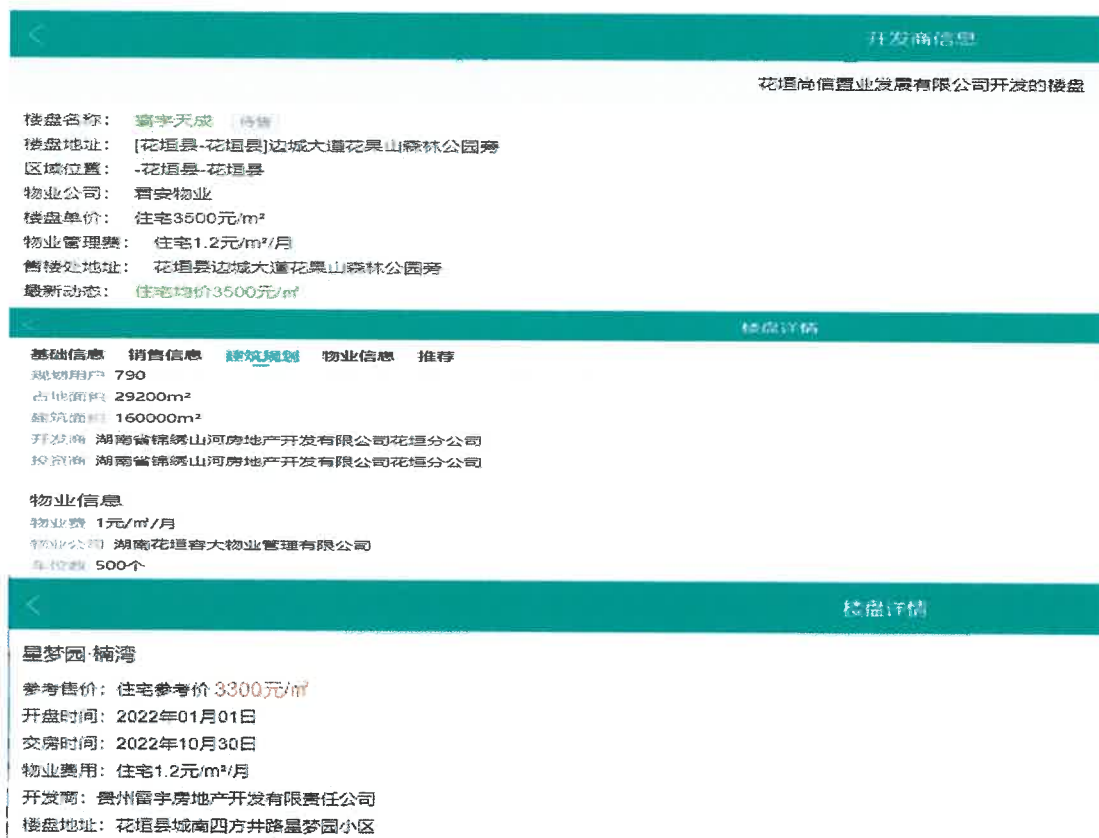 开发商信息
花垣尚信置业发展有限公司开发的楼盘
楼盘名称： 寰宇天成 待售
楼盘地址： [花垣县-花垣县]边城大道花果山森林公园旁
区域位置： -花垣县-花垣县
物业公司： 君安物业
楼盘单价： 住宅3500元/m²
物业管理费： 住宅1.2元/m²/月
售楼处地址： 花垣县边城大道花果山森林公园旁
最新动态： 住宅均价3500元/㎡
楼盘详情
基础信息 销售信息 建筑规划 物业信息 推荐
规划用户 790
占地面积 29200m²
建筑面积 160000m²
开发商 湖南省锦绣山河房地产开发有限公司花垣分公司
投资商 湖南省锦绣山河房地产开发有限公司花垣分公司
物业信息
物业费 1元/㎡/月
物业公司 湖南花垣容大物业管理有限公司
车位数 500个
楼盘详情
星梦园·楠湾
参考售价：住宅参考价 3300元/㎡
开盘时间：2022年01月01日
交房时间：2022年10月30日
物业费用：住宅1.2元/m²/月
开发商：贵州雷宇房地产开发有限责任公司
楼盘地址：花垣县城南四方井路星梦园小区